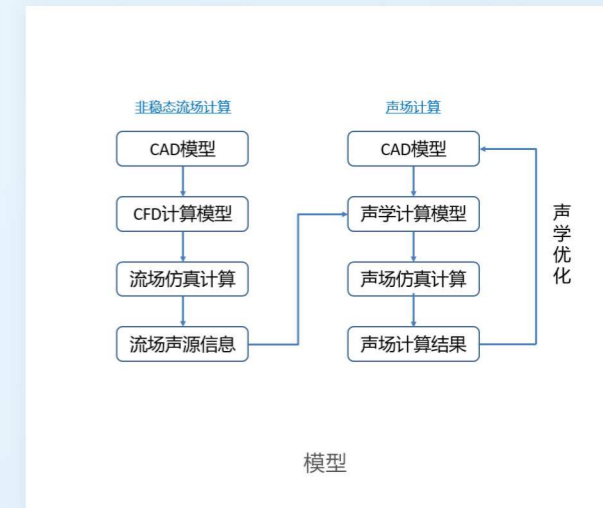 非稳态流场计算
CAD模型
CFD计算模型
流场仿真计算
流场声源信息
声场计算
CAD模型
声学计算模型
声场仿真计算
声场计算结果
声学优化
模型